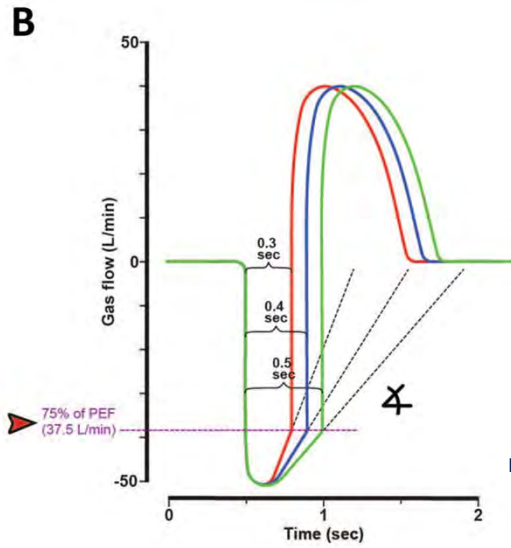 B
50
0
-50
Gas flow (L/min)
0.3
sec
0.4
sec
0.5
sec
75% of PEF
(37.5 L/min)
0
1
2
Time (sec)